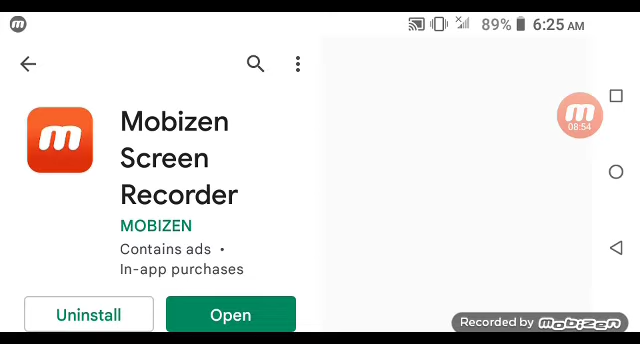 m 89% 6:25 AM
m
Mobizen
Screen
Recorder
MOBIZEN
Contains ads •
In-app purchases
Uninstall Open
m
08:54
Recorded by mobizen